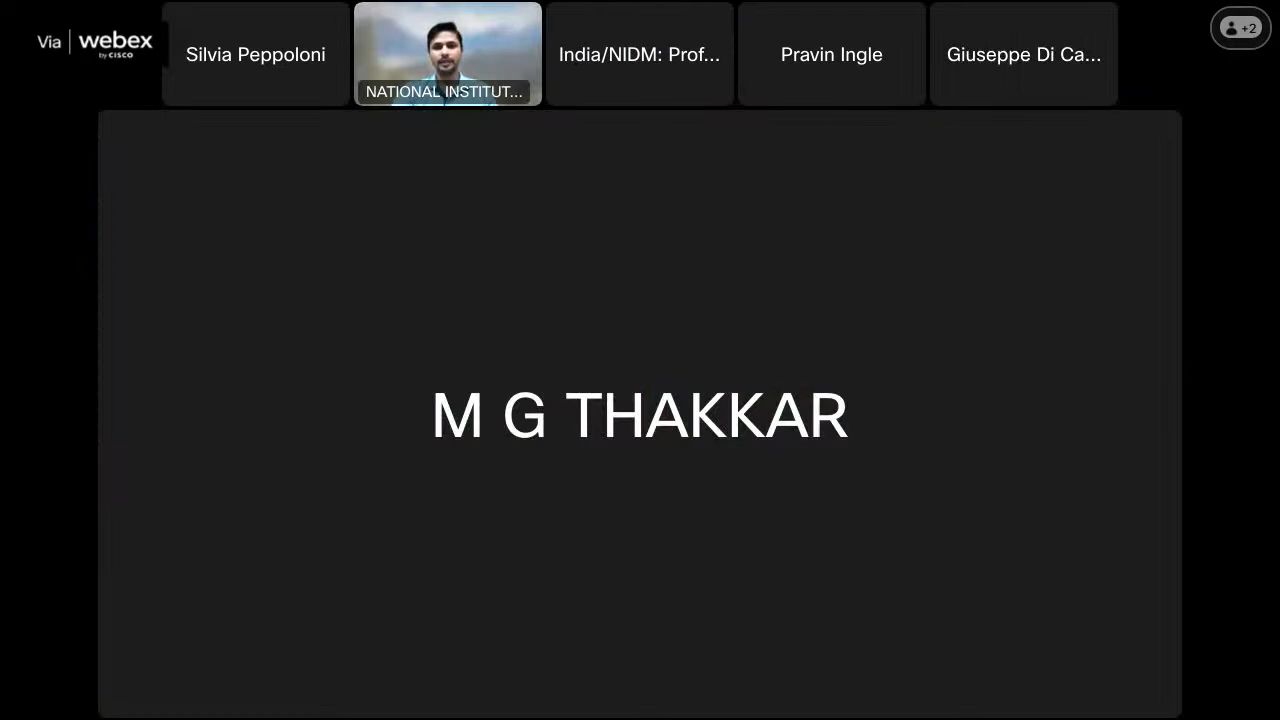 Via webex
by CISCO
Silvia Peppoloni
NATIONAL INSTITUT...
India/NIDM: Prof...
Pravin Ingle
Giuseppe Di Ca...
+2
M G THAKKAR